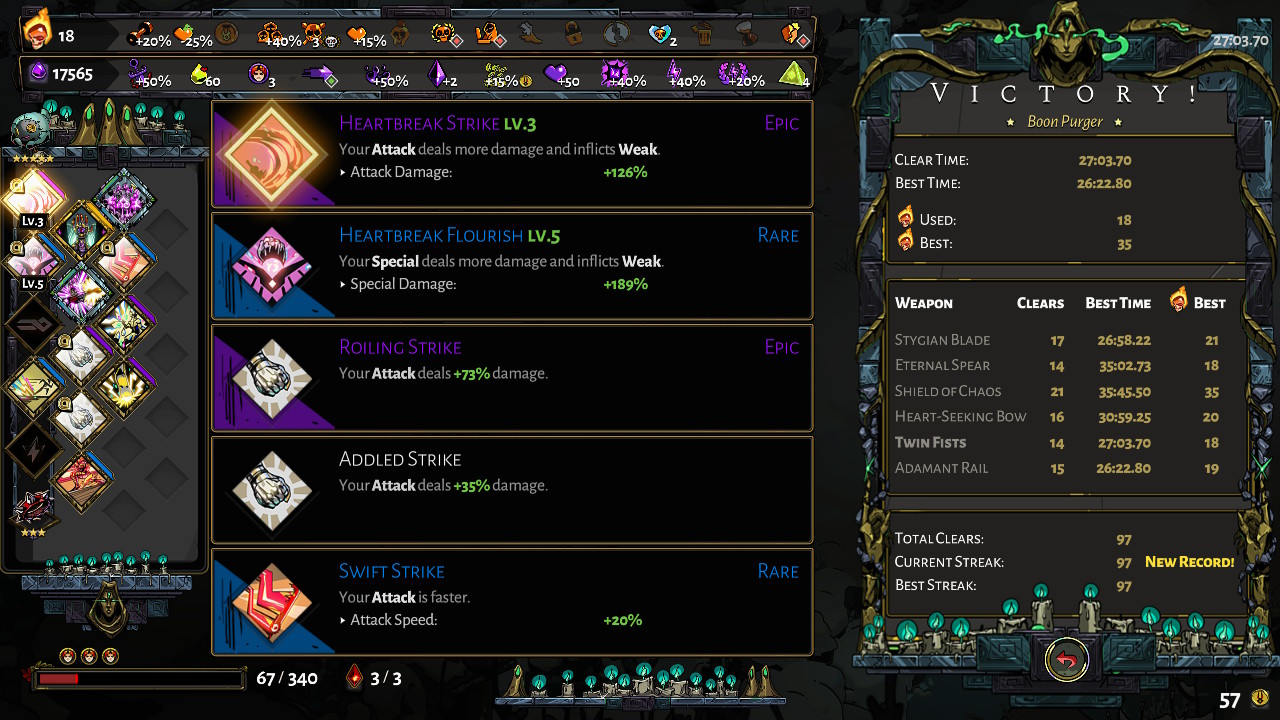 18
+20%
-25%
+40%
3
+15%
2
17565
+50%
60
3
+50%
+2
+15%
+50
+40%
+40%
+20%
4
Lv.3
Lv.5
HEARTBREAK STRIKE LV.3
EPIC
Your Attack deals more damage and inflicts Weak.
Attack Damage: +126%
HEARTBREAK FLOURISH LV.5
RARE
Your Special deals more damage and inflicts Weak.
Special Damage: +189%
ROILING STRIKE
EPIC
Your Attack deals +73% damage.
ADDLED STRIKE
Your Attack deals +35% damage.
SWIFT STRIKE
RARE
Your Attack is faster.
Attack Speed: +20%
67 / 340
3 / 3
27:03.70
VICTORY!
Boon Purger
CLEAR TIME: 27:03.70
BEST TIME: 26:22.80
USED: 18
BEST: 35
WEAPON CLEARS BEST TIME BEST
STYGIAN BLADE 17 26:58.22 21
ETERNAL SPEAR 14 35:02.73 18
SHIELD OF CHAOS 21 35:45.50 35
HEART-SEEKING BOW 16 30:59.25 20
TWIN FISTS 14 27:03.70 18
ADAMANT RAIL 15 26:22.80 19
TOTAL CLEARS: 97
CURRENT STREAK: 97 NEW RECORD!
BEST STREAK: 97
57